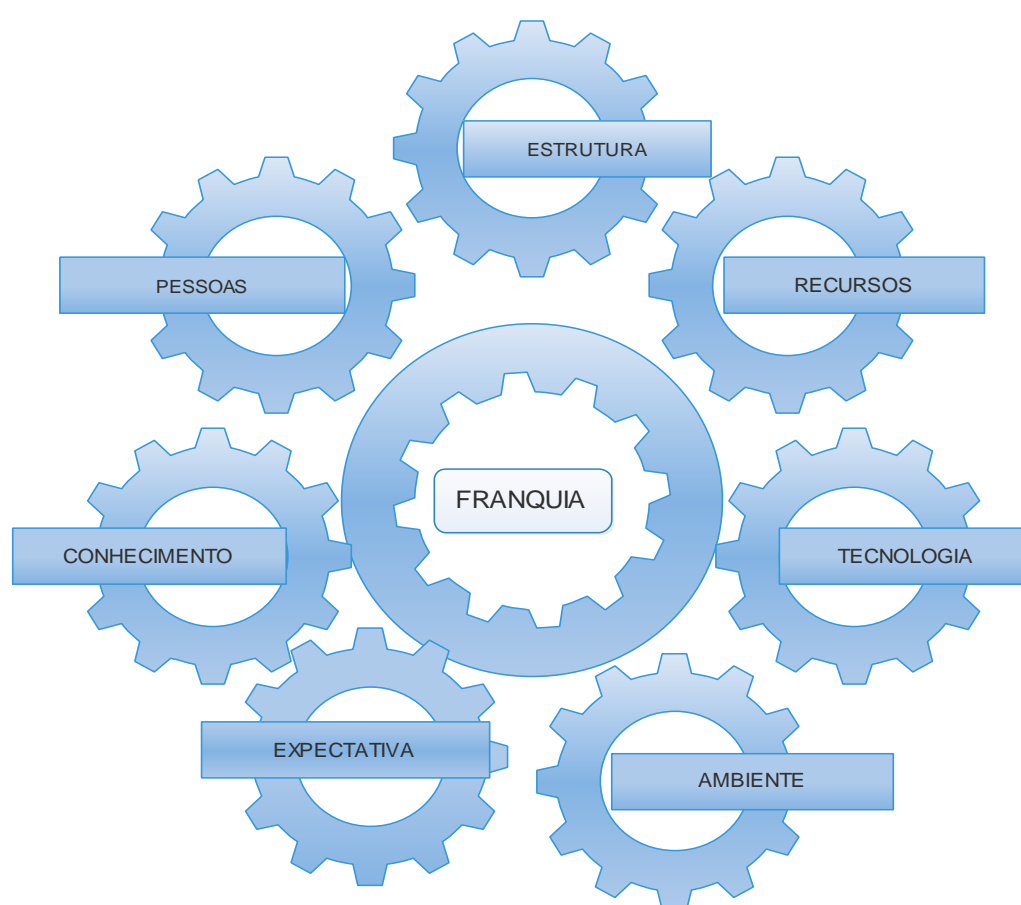 ESTRUTURA
PESSOAS
RECURSOS
FRANQUIA
CONHECIMENTO
TECNOLOGIA
EXPECTATIVA
AMBIENTE